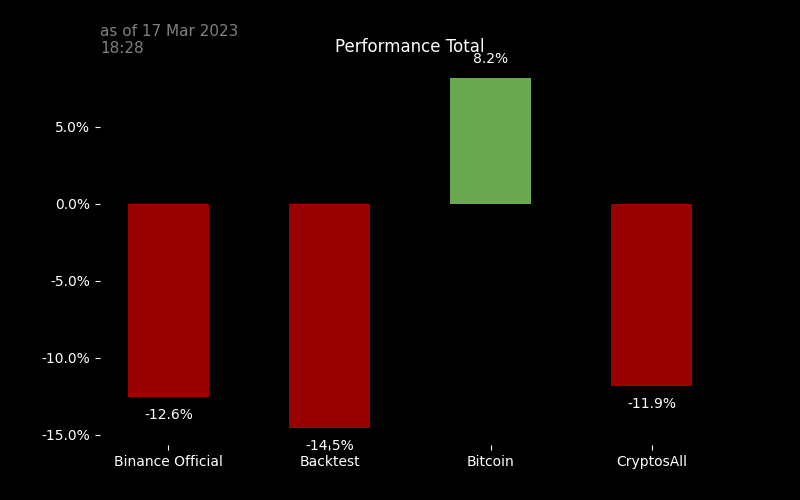 as of 17 Mar 2023
18:28
Performance Total
8.2%
5.0%
0.0%
-5.0%
-10.0%
-15.0%
-12.6%
-14.5%
-11.9%
Binance Official
Backtest
Bitcoin
CryptosAll